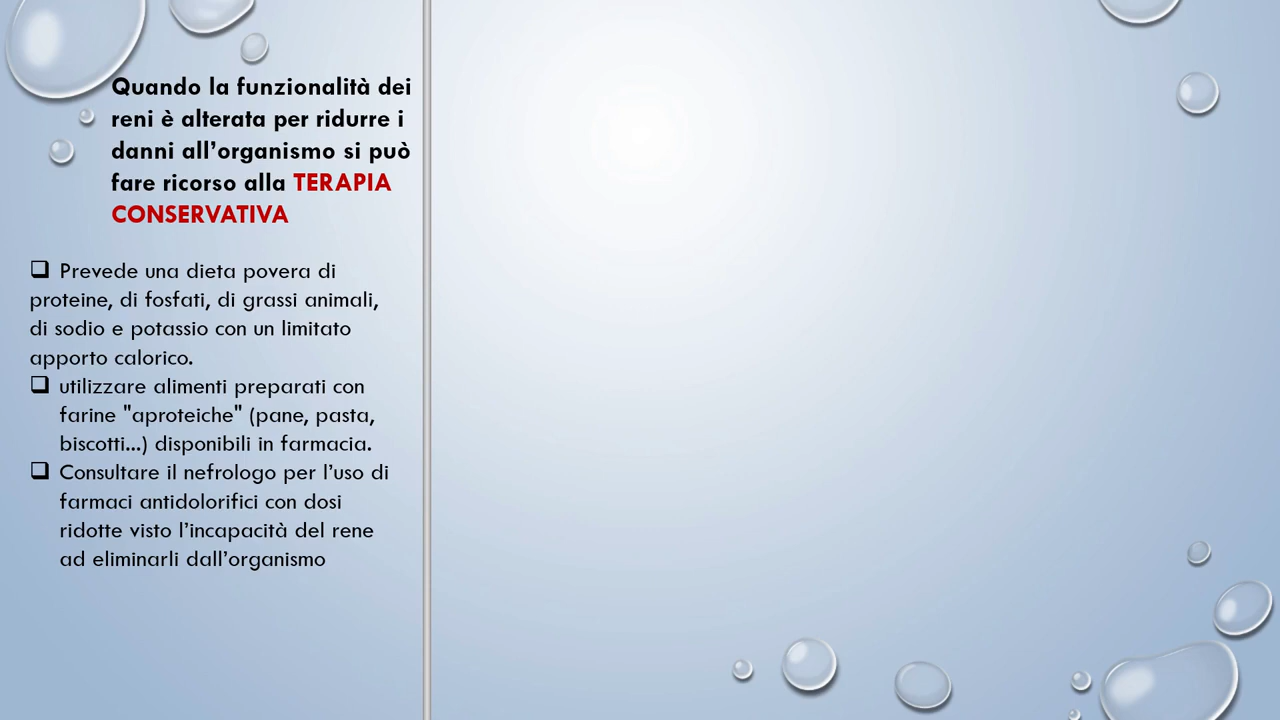 Quando la funzionalità dei
reni è alterata per ridurre i
danni all’organismo si può
fare ricorso alla TERAPIA
CONSERVATIVA
❑ Prevede una dieta povera di
proteine, di fosfati, di grassi animali,
di sodio e potassio con un limitato
apporto calorico.
❑ utilizzare alimenti preparati con
farine "aproteiche" (pane, pasta,
biscotti...) disponibili in farmacia.
❑ Consultare il nefrologo per l’uso di
farmaci antidolorifici con dosi
ridotte visto l’incapacità del rene
ad eliminarli dall’organismo